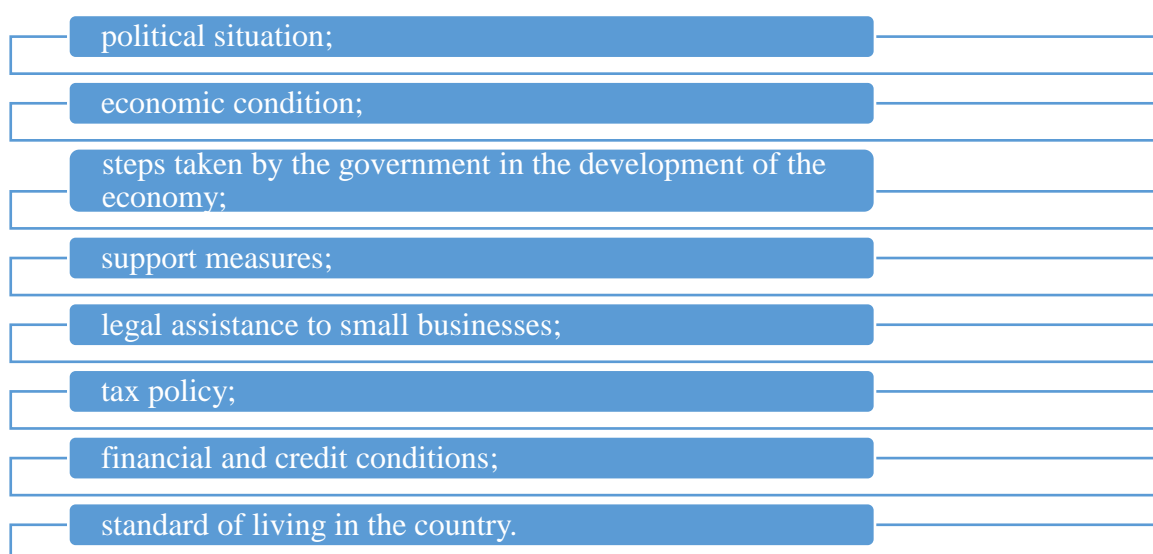 political situation;
economic condition;
steps taken by the government in the development of the
economy;
support measures;
legal assistance to small businesses;
tax policy;
financial and credit conditions;
standard of living in the country.